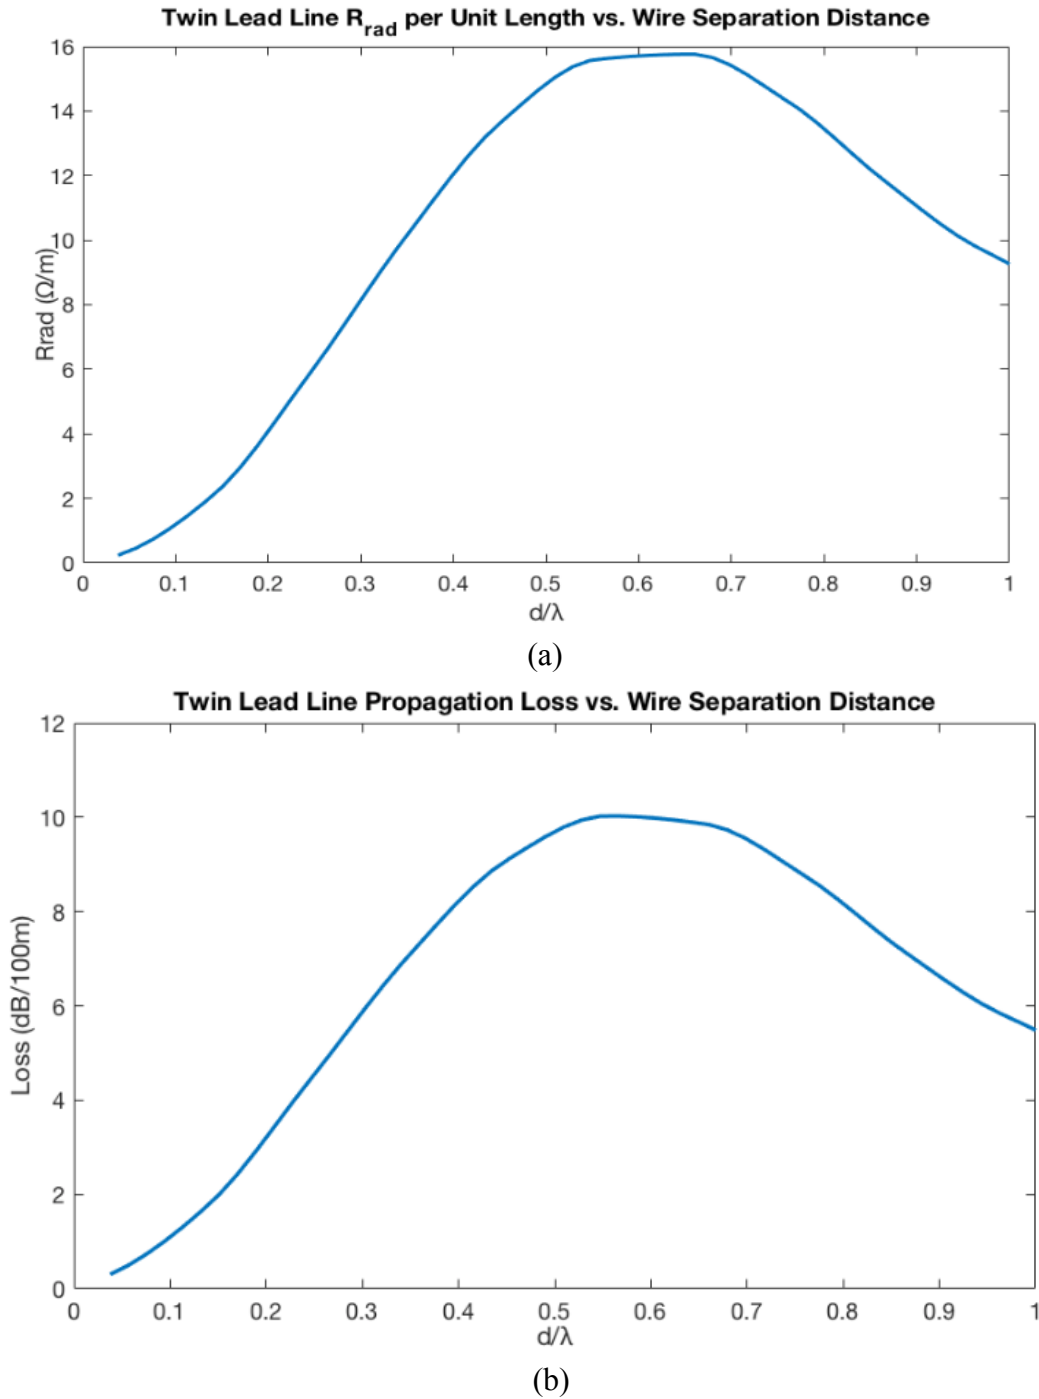 Twin Lead Line Rrad per Unit Length vs. Wire Separation Distance
16
14
12
10
8
6
4
2
0
Rrad (Ω/m)
0 0.1 0.2 0.3 0.4 0.5 0.6 0.7 0.8 0.9 1
d/λ
(a)
Twin Lead Line Propagation Loss vs. Wire Separation Distance
12
10
8
6
4
2
0
Loss (dB/100m)
0 0.1 0.2 0.3 0.4 0.5 0.6 0.7 0.8 0.9 1
d/λ
(b)